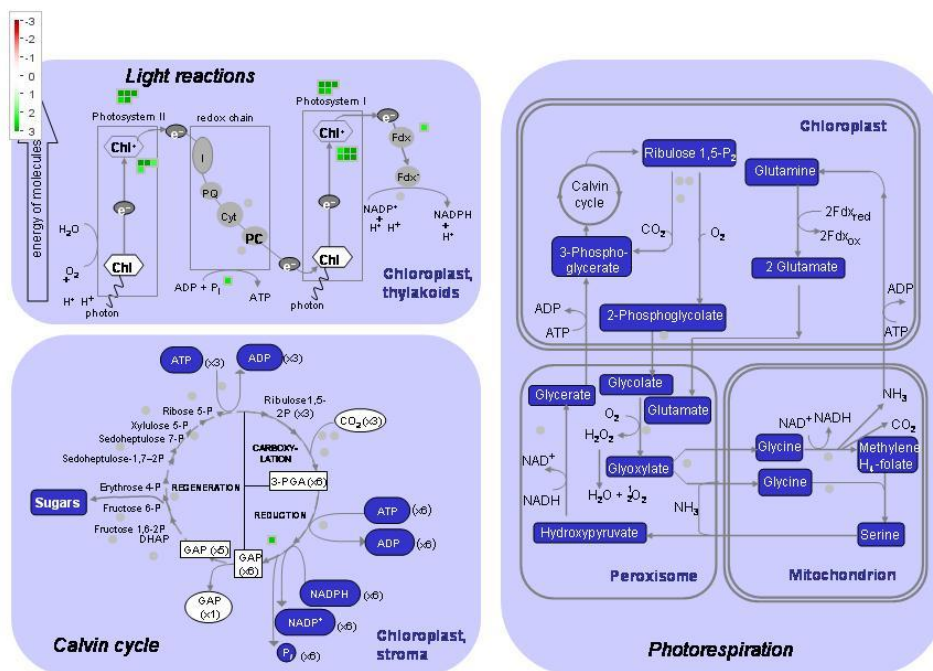 -3
-2
-1
0
1
2
3
energy of molecules
Light reactions
Photosystem II
redox chain
Photosystem I
Chl⁺
e⁻
I
PQ
Cyt
PC
e⁻
Chl⁺
e⁻
Fdx
Fdx⁻
e⁻
e⁻
H₂O
O₂
+
H⁺ H⁺
Chl
photon
ADP + Pᵢ
ATP
Chl
photon
NADP⁺
+
H⁺ H⁺
NADPH
+
H⁺
Chloroplast,
thylakoids
ATP (x3)
ADP (x3)
Ribulose 1,5-
2P (x3)
CO₂(x3)
Ribose 5-P
Xylulose 5-P
Sedoheptulose 7-P
Sedoheptulose-1,7-2P
Erythrose 4-P
Fructose 6-P
Fructose 1,6-2P
DHAP
Sugars
CARBOXY-
LATION
REGENERATION
3-PGA(x6)
REDUCTION
ATP (x6)
ADP (x6)
GAP (x5)
GAP
(x6)
GAP
(x1)
NADPH (x6)
NADP⁺ (x6)
Pᵢ (x6)
Calvin cycle
Chloroplast,
stroma
Chloroplast
Ribulose 1,5-P₂
Glutamine
Calvin
cycle
CO₂
O₂
2Fdx red
2Fdx ox
3-Phospho-
glycerate
2 Glutamate
ADP
ATP
2-Phosphoglycolate
ADP
ATP
Glycerate
Glycolate
Glutamate
O₂
H₂O₂
Glyoxylate
H₂O + ½O₂
NAD⁺
NADH
NH₃
Hydroxypyruvate
Peroxisome
NH₃
NAD⁺ NADH
CO₂
Glycine
Methylene
H₄-folate
Glycine
Serine
Mitochondrion
Photorespiration